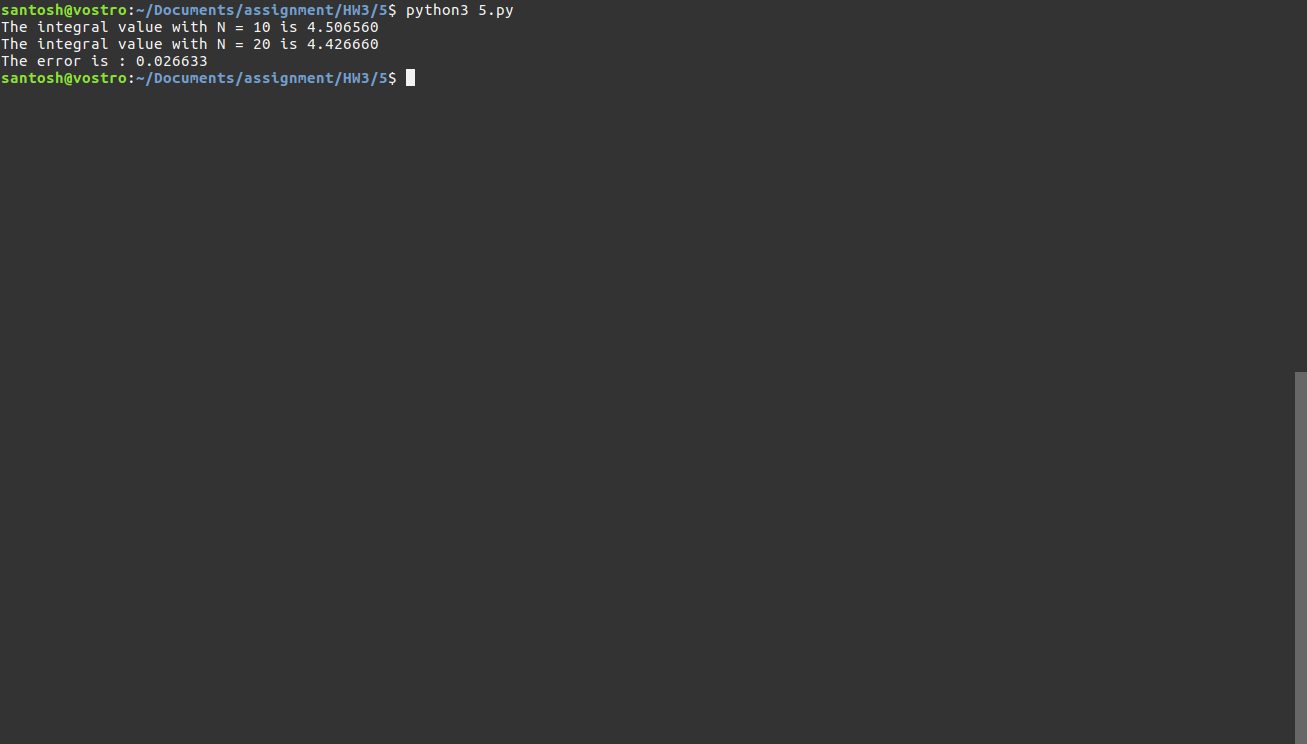 santosh@vostro:~/Documents/assignment/HW3/5$ python3 5.py
The integral value with N = 10 is 4.506560
The integral value with N = 20 is 4.426660
The error is : 0.026633
santosh@vostro:~/Documents/assignment/HW3/5$